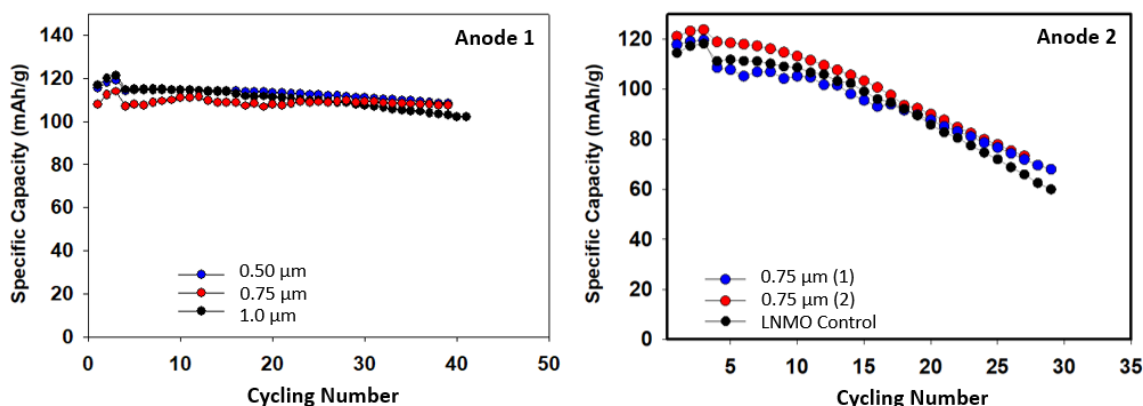 Anode 1
Specific Capacity (mAh/g)
140
120
100
80
60
40
20
0
0.50 µm
0.75 µm
1.0 µm
0 10 20 30 40 50
Cycling Number
Anode 2
Specific Capacity (mAh/g)
120
100
80
60
40
20
0
0.75 µm (1)
0.75 µm (2)
LNMO Control
5 10 15 20 25 30 35
Cycling Number